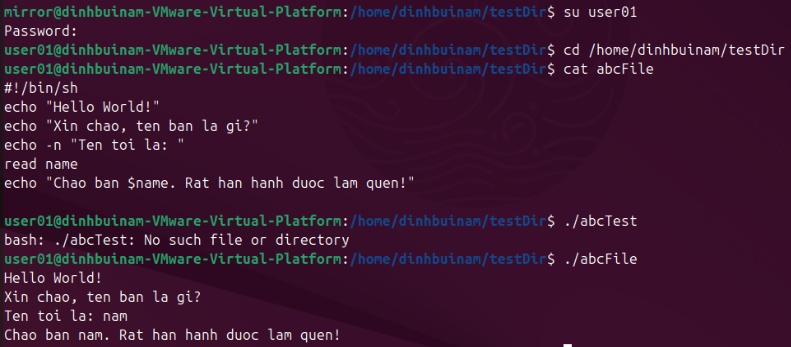 mirror@dinhbuinam-VMware-Virtual-Platform:/home/dinhbuinam/testDir$ su user01
Password:
user01@dinhbuinam-VMware-Virtual-Platform:/home/dinhbuinam/testDir$ cd /home/dinhbuinam/testDir
user01@dinhbuinam-VMware-Virtual-Platform:/home/dinhbuinam/testDir$ cat abcFile
#!/bin/sh
echo "Hello World!"
echo "Xin chao, ten ban la gi?"
echo -n "Ten toi la: "
read name
echo "Chao ban $name. Rat han hanh duoc lam quen!"
user01@dinhbuinam-VMware-Virtual-Platform:/home/dinhbuinam/testDir$ ./abcTest
bash: ./abcTest: No such file or directory
user01@dinhbuinam-VMware-Virtual-Platform:/home/dinhbuinam/testDir$ ./abcFile
Hello World!
Xin chao, ten ban la gi?
Ten toi la: nam
Chao ban nam. Rat han hanh duoc lam quen!